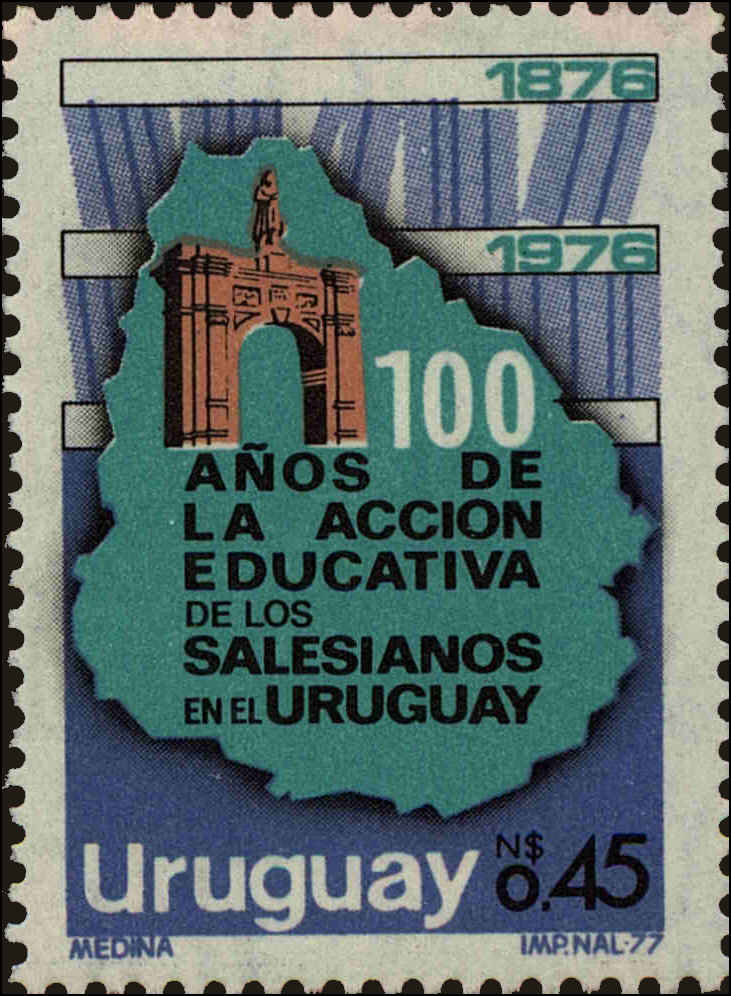 1876
1976
100
AÑOS DE
LA ACCION
EDUCATIVA
DE LOS
SALESIANOS
EN EL URUGUAY
Uruguay N$ 0.45
MEDINA IMP.NAL-77